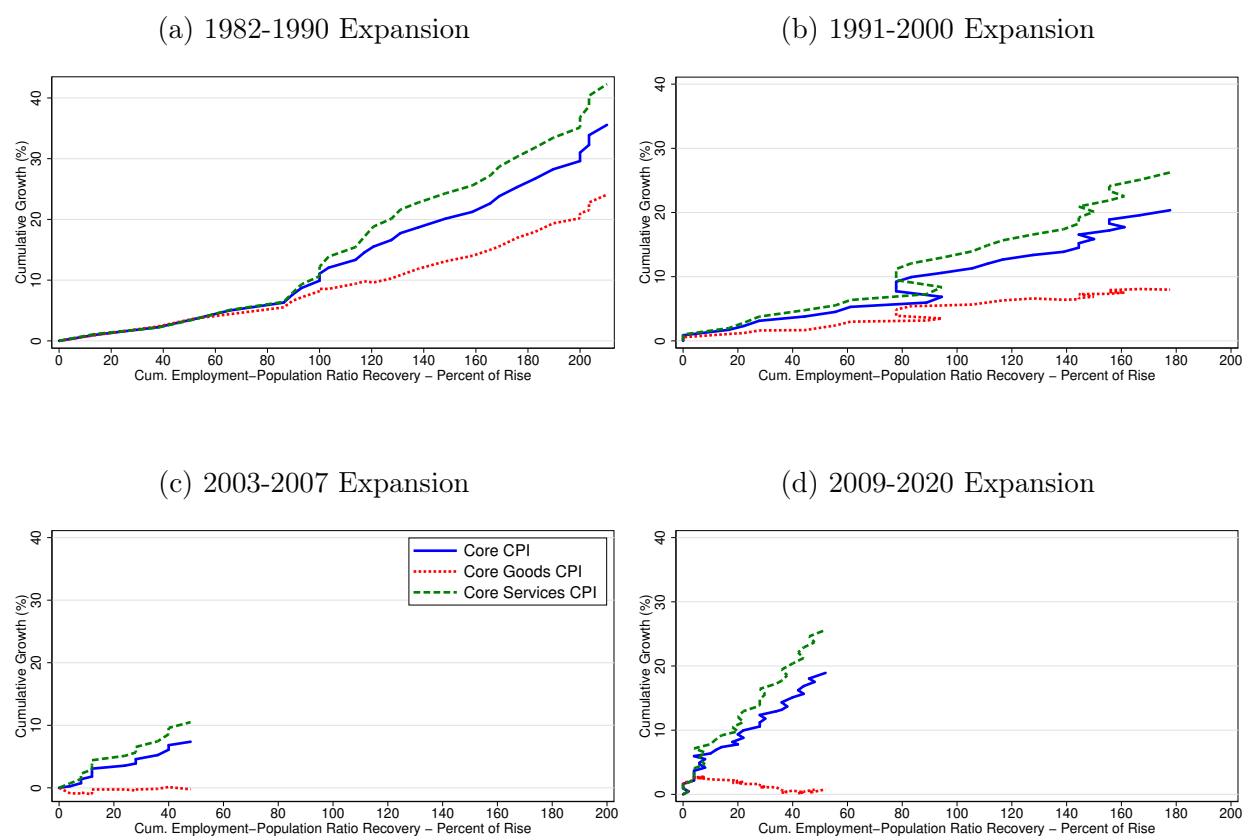 (a) 1982-1990 Expansion
Cumulative Growth (%)
40
30
20
10
0
0 20 40 60 80 100 120 140 160 180 200
Cum. Employment−Population Ratio Recovery − Percent of Rise
(b) 1991-2000 Expansion
Cumulative Growth (%)
40
30
20
10
0
0 20 40 60 80 100 120 140 160 180 200
Cum. Employment−Population Ratio Recovery − Percent of Rise
(c) 2003-2007 Expansion
Cumulative Growth (%)
40
30
20
10
0
Core CPI
Core Goods CPI
Core Services CPI
0 20 40 60 80 100 120 140 160 180 200
Cum. Employment−Population Ratio Recovery − Percent of Rise
(d) 2009-2020 Expansion
Cumulative Growth (%)
40
30
20
10
0
0 20 40 60 80 100 120 140 160 180 200
Cum. Employment−Population Ratio Recovery − Percent of Rise